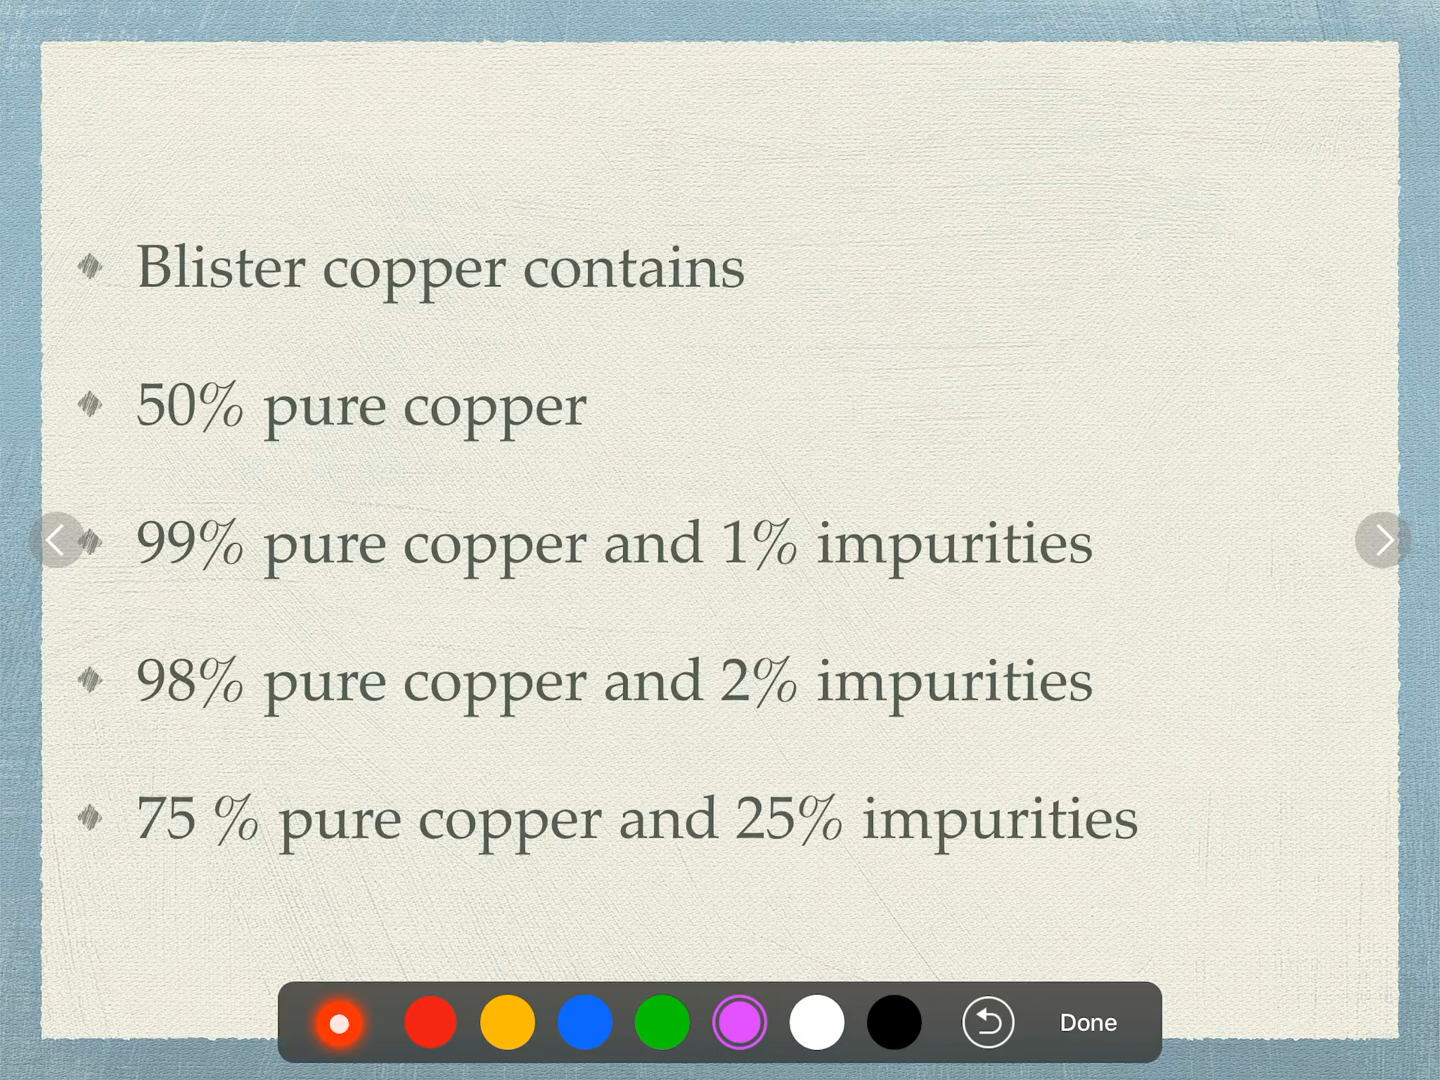 Blister copper contains
50% pure copper
99% pure copper and 1% impurities
98% pure copper and 2% impurities
75 % pure copper and 25% impurities
Done